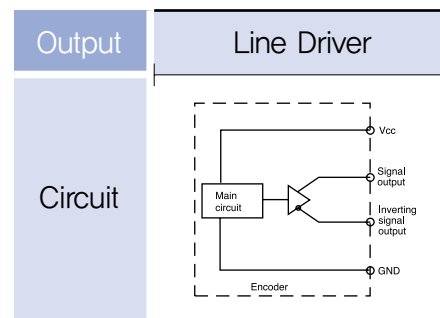 Output
Line Driver
Circuit
Vcc
Signal
output
Main
circuit
Inverting
signal
output
GND
Encoder